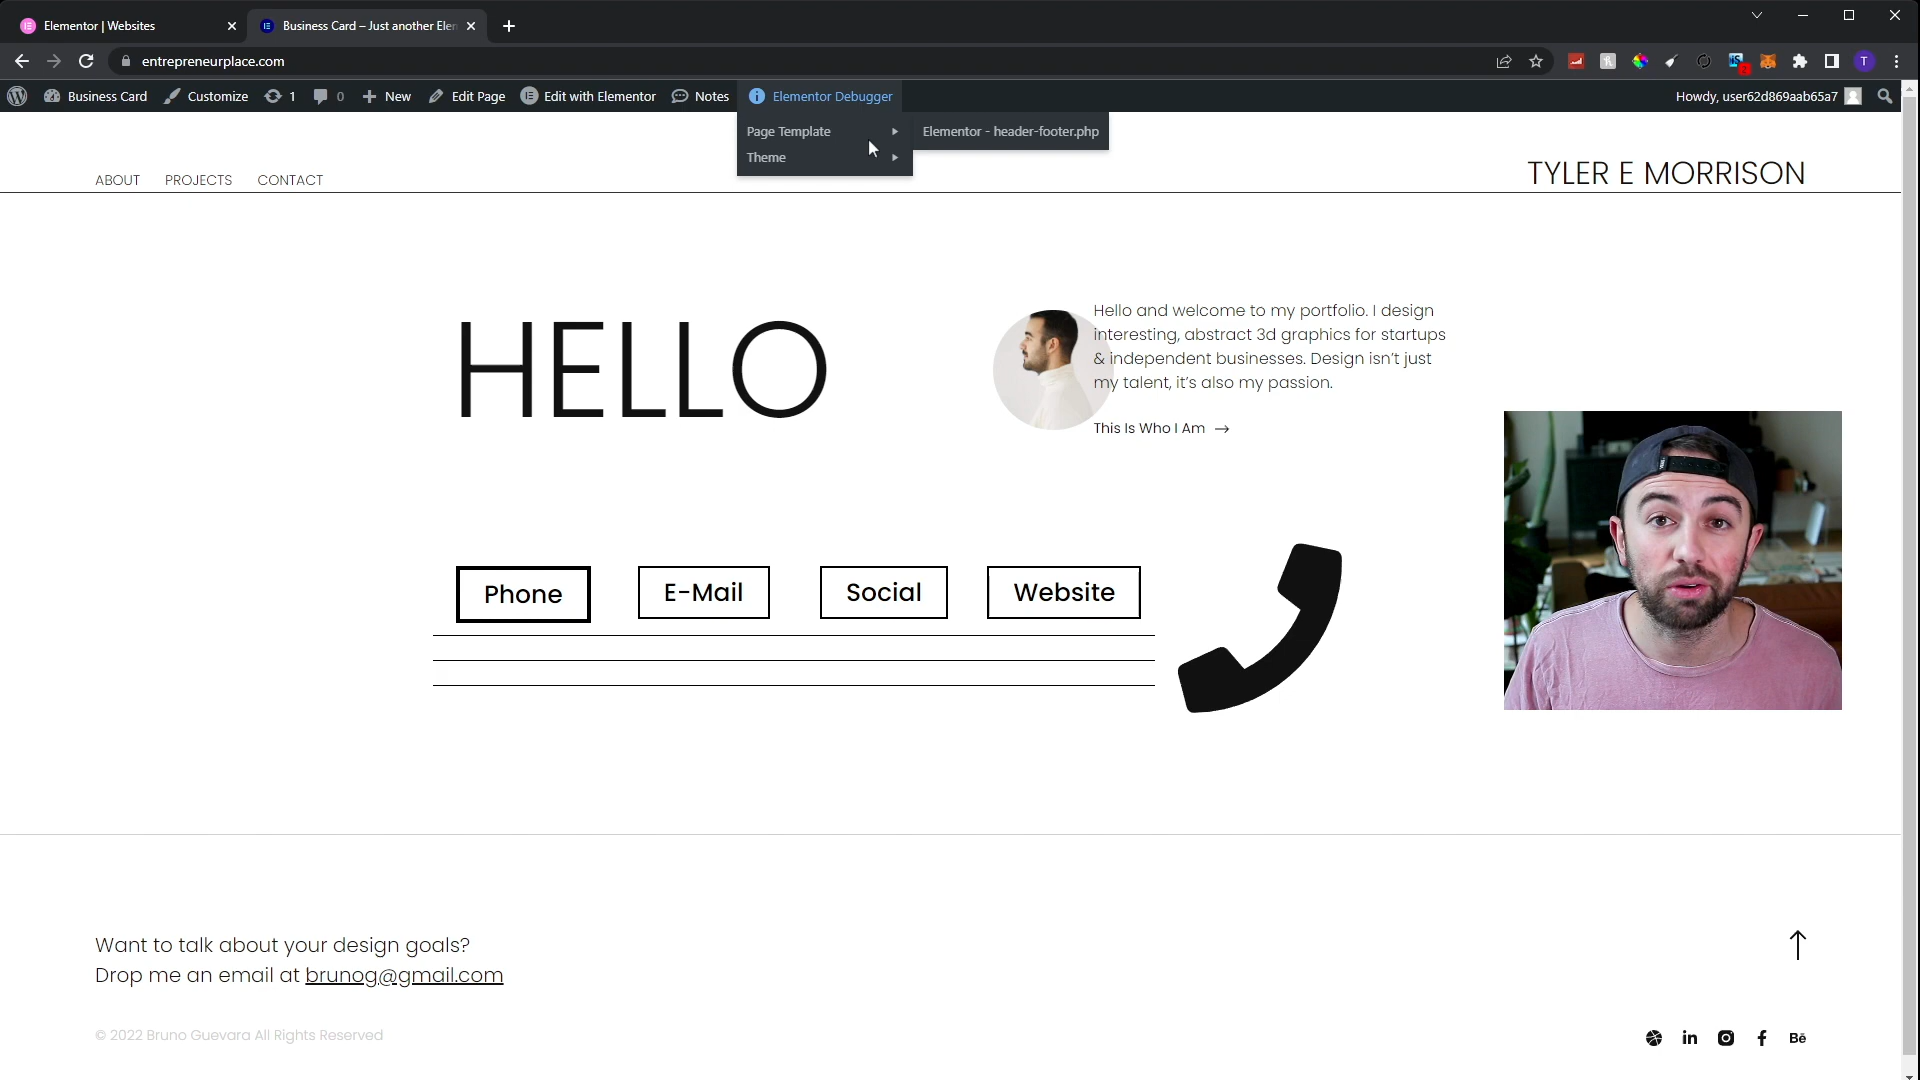 Elementor | Websites
Business Card – Just another Elem
entrepreneurplace.com
Business Card
Customize
1
0
New
Edit Page
Edit with Elementor
Notes
Elementor Debugger
Howdy, user62d869aab65a7
Page Template
Elementor - header-footer.php
Theme
ABOUT
PROJECTS
CONTACT
TYLER E MORRISON
HELLO
Hello and welcome to my portfolio. I design
interesting, abstract 3d graphics for startups
& independent businesses. Design isn't just
my talent, it's also my passion.
This Is Who I Am →
Phone
E-Mail
Social
Website
Want to talk about your design goals?
Drop me an email at brunog@gmail.com
© 2022 Bruno Guevara All Rights Reserved